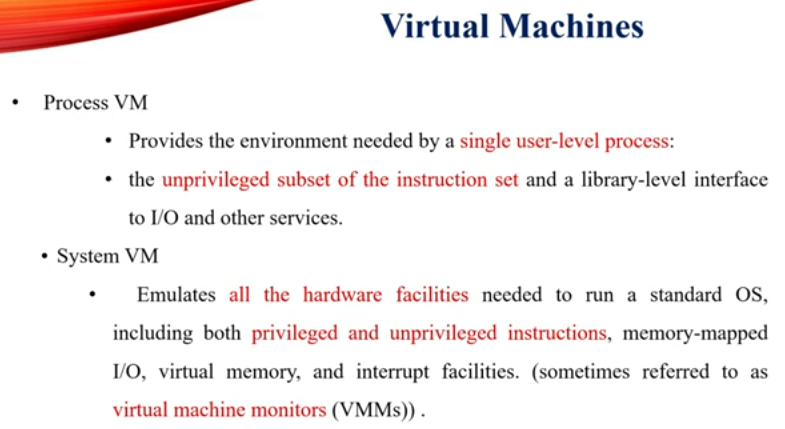 Virtual Machines
• Process VM
• Provides the environment needed by a single user-level process:
• the unprivileged subset of the instruction set and a library-level interface
to I/O and other services.
• System VM
• Emulates all the hardware facilities needed to run a standard OS,
including both privileged and unprivileged instructions, memory-mapped
I/O, virtual memory, and interrupt facilities. (sometimes referred to as
virtual machine monitors (VMMs)) .